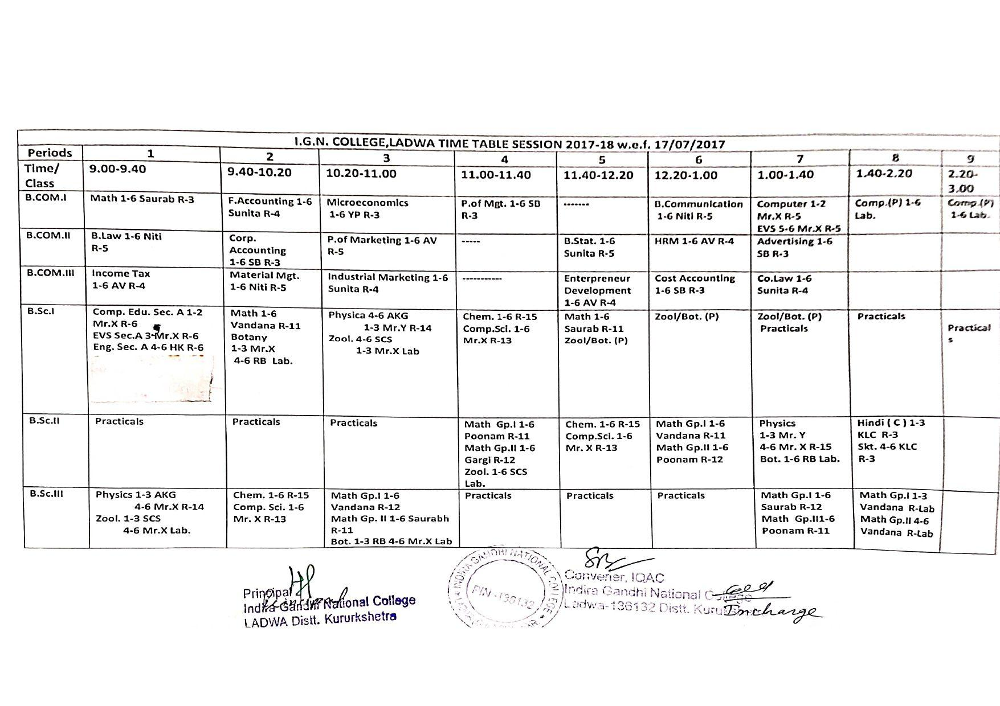 I.G.N. COLLEGE,LADWA TIME TABLE SESSION 2017-18 w.e.f. 17/07/2017
Periods 1 2 3 4 5 6 7 8 9
Time/
Class
9.00-9.40
9.40-10.20
10.20-11.00
11.00-11.40
11.40-12.20
12.20-1.00
1.00-1.40
1.40-2.20
2.20-
3.00
B.COM.I
Math 1-6 Saurab R-3
F.Accounting 1-6
Sunita R-4
Microeconomics
1-6 YP R-3
P.of Mgt. 1-6 SB
R-3
-------
B.Communication
1-6 Niti R-5
Computer 1-2
Mr.X R-5
EVS 5-6 Mr.X R-5
Comp.(P) 1-6
Lab.
Comp.(P)
1-6 Lab.
B.COM.II
B.Law 1-6 Niti
R-5
Corp.
Accounting
1-6 SB R-3
P.of Marketing 1-6 AV
R-5
-----
B.Stat. 1-6
Sunita R-5
HRM 1-6 AV R-4
Advertising 1-6
SB R-3
B.COM.III
Income Tax
1-6 AV R-4
Material Mgt.
1-6 Niti R-5
Industrial Marketing 1-6
Sunita R-4
-----------
Enterpreneur
Development
1-6 AV R-4
Cost Accounting
1-6 SB R-3
Co.Law 1-6
Sunita R-4
B.Sc.I
Comp. Edu. Sec. A 1-2
Mr.X R-6
EVS Sec.A 3-Mr.X R-6
Eng. Sec. A 4-6 HK R-6
Math 1-6
Vandana R-11
Botany
1-3 Mr.X
4-6 RB Lab.
Physica 4-6 AKG
1-3 Mr.Y R-14
Zool. 4-6 SCS
1-3 Mr.X Lab
Chem. 1-6 R-15
Comp.Sci. 1-6
Mr.X R-13
Math 1-6
Saurab R-11
Zool/Bot. (P)
Zool/Bot. (P)
Zool/Bot. (P)
Practicals
Practicals
Practical
s
B.Sc.II
Practicals
Practicals
Practicals
Math Gp.I 1-6
Poonam R-11
Math Gp.II 1-6
Gargi R-12
Zool. 1-6 SCS
Lab.
Chem. 1-6 R-15
Comp.Sci. 1-6
Mr. X R-13
Math Gp.I 1-6
Vandana R-11
Math Gp.II 1-6
Poonam R-12
Physics
1-3 Mr. Y
4-6 Mr. X R-15
Bot. 1-6 RB Lab.
Hindi ( C ) 1-3
KLC R-3
Skt. 4-6 KLC
R-3
B.Sc.III
Physics 1-3 AKG
4-6 Mr.X R-14
Zool. 1-3 SCS
4-6 Mr.X Lab.
Chem. 1-6 R-15
Comp. Sci. 1-6
Mr. X R-13
Math Gp.I 1-6
Vandana R-12
Math Gp. II 1-6 Saurabh
R-11
Bot. 1-3 RB 4-6 Mr.X Lab
Practicals
Practicals
Practicals
Math Gp.I 1-6
Saurab R-12
Math Gp.II1-6
Poonam R-11
Math Gp.I 1-3
Vandana R-Lab
Math Gp.II 4-6
Vandana R-Lab
Principal
Indira Gandhi National College
LADWA Distt. Kururkshetra
INDIRA GANDHI NATIONAL COLLEGE
PIN-136132
Convener, IQAC
Indira Gandhi National College
Ladwa-136132 Distt.
Incharge